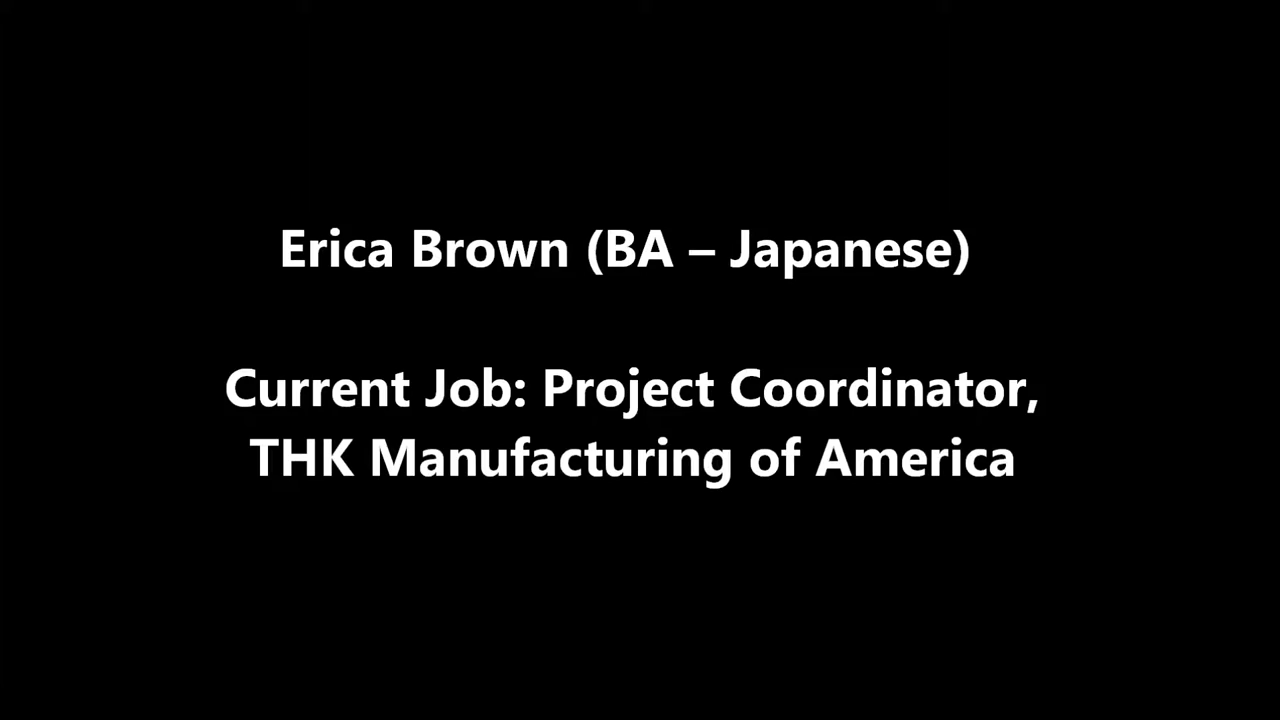 Erica Brown (BA – Japanese)
Current Job: Project Coordinator,
THK Manufacturing of America